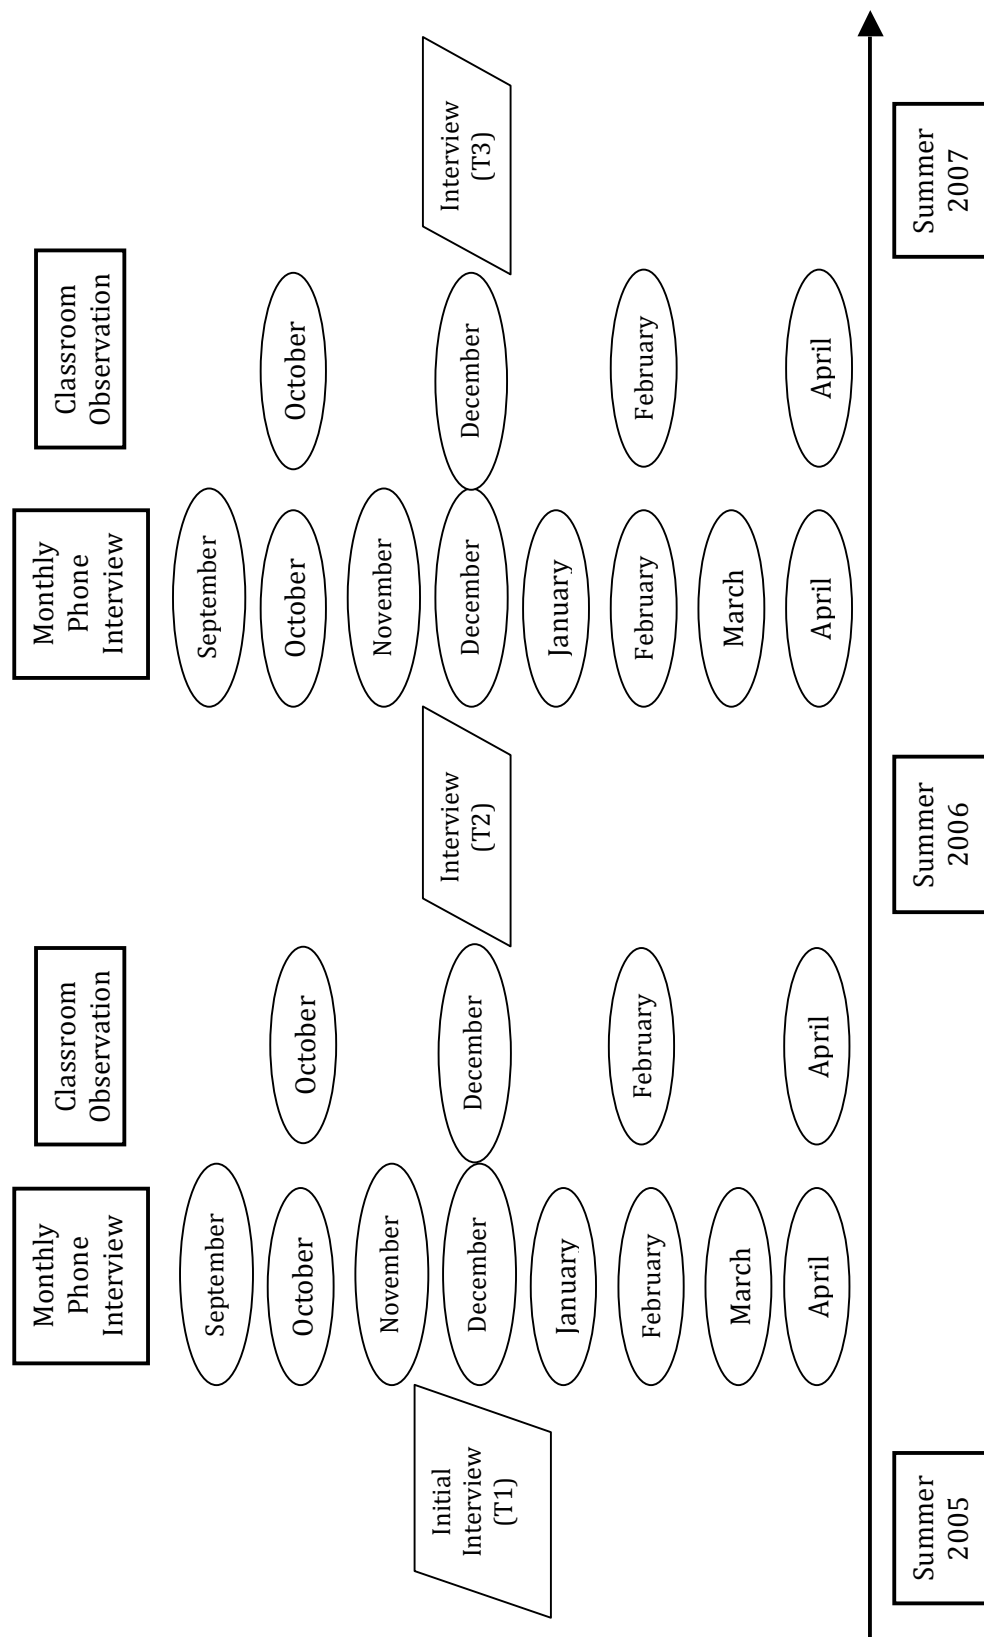 Initial
Interview
(T1)
Monthly
Phone
Interview
September
October
November
December
January
February
March
April
Classroom
Observation
October
December
February
April
Interview
(T2)
Monthly
Phone
Interview
September
October
November
December
January
February
March
April
Classroom
Observation
October
December
February
April
Interview
(T3)
Summer
2005
Summer
2006
Summer
2007